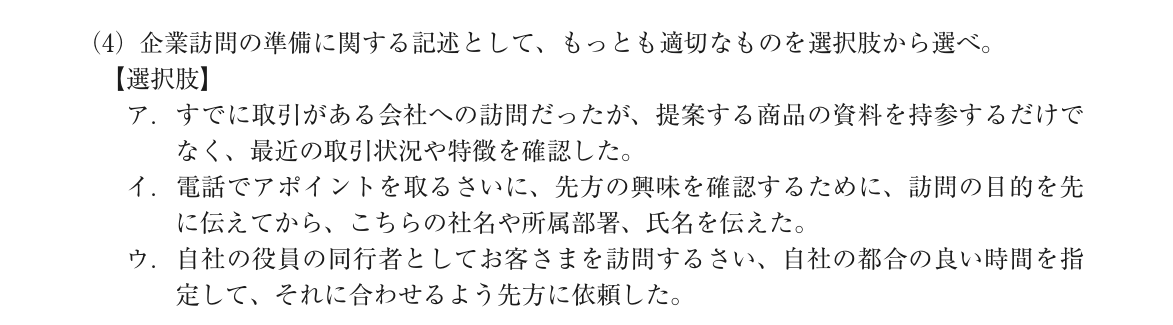 (4) 企業訪問の準備に関する記述として、もっとも適切なものを選択肢から選べ。
【選択肢】
ア．すでに取引がある会社への訪問だったが、提案する商品の資料を持参するだけで
なく、最近の取引状況や特徴を確認した。
イ．電話でアポイントを取るさいに、先方の興味を確認するために、訪問の目的を先
に伝えてから、こちらの社名や所属部署、氏名を伝えた。
ウ．自社の役員の同行者としてお客さまを訪問するさい、自社の都合の良い時間を指
定して、それに合わせるよう先方に依頼した。